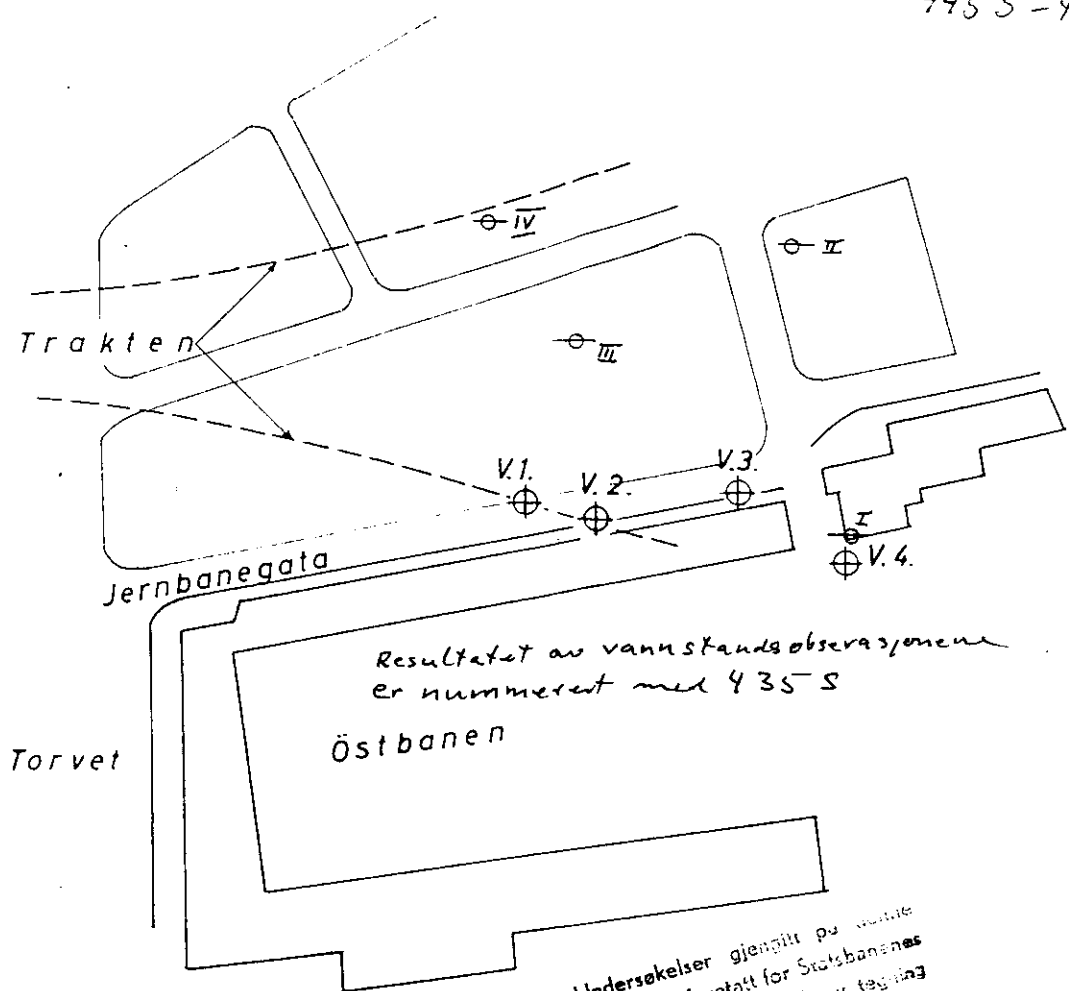 IV
II
Trakten
III
V.1.
V.2.
V.3.
I
V.4.
Jernbanegata
Resultatet av vannstandsobservasjonene
er nummerert med 435 S
Östbanen
Torvet
Undersøkelser gjengitt på denne
for Statsbanenes
tegning